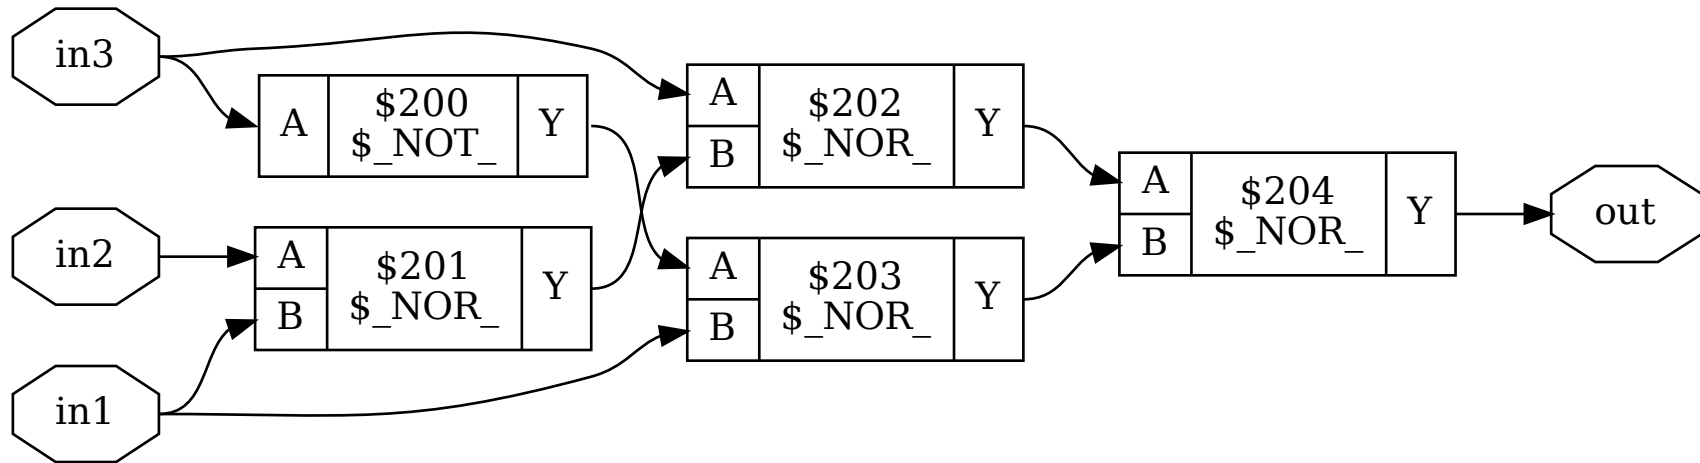 in3
A
$200
$_NOT_
Y
A
B
$202
$_NOR_
Y
in2
A
B
$201
$_NOR_
Y
A
B
$203
$_NOR_
Y
A
B
$204
$_NOR_
Y
out
in1